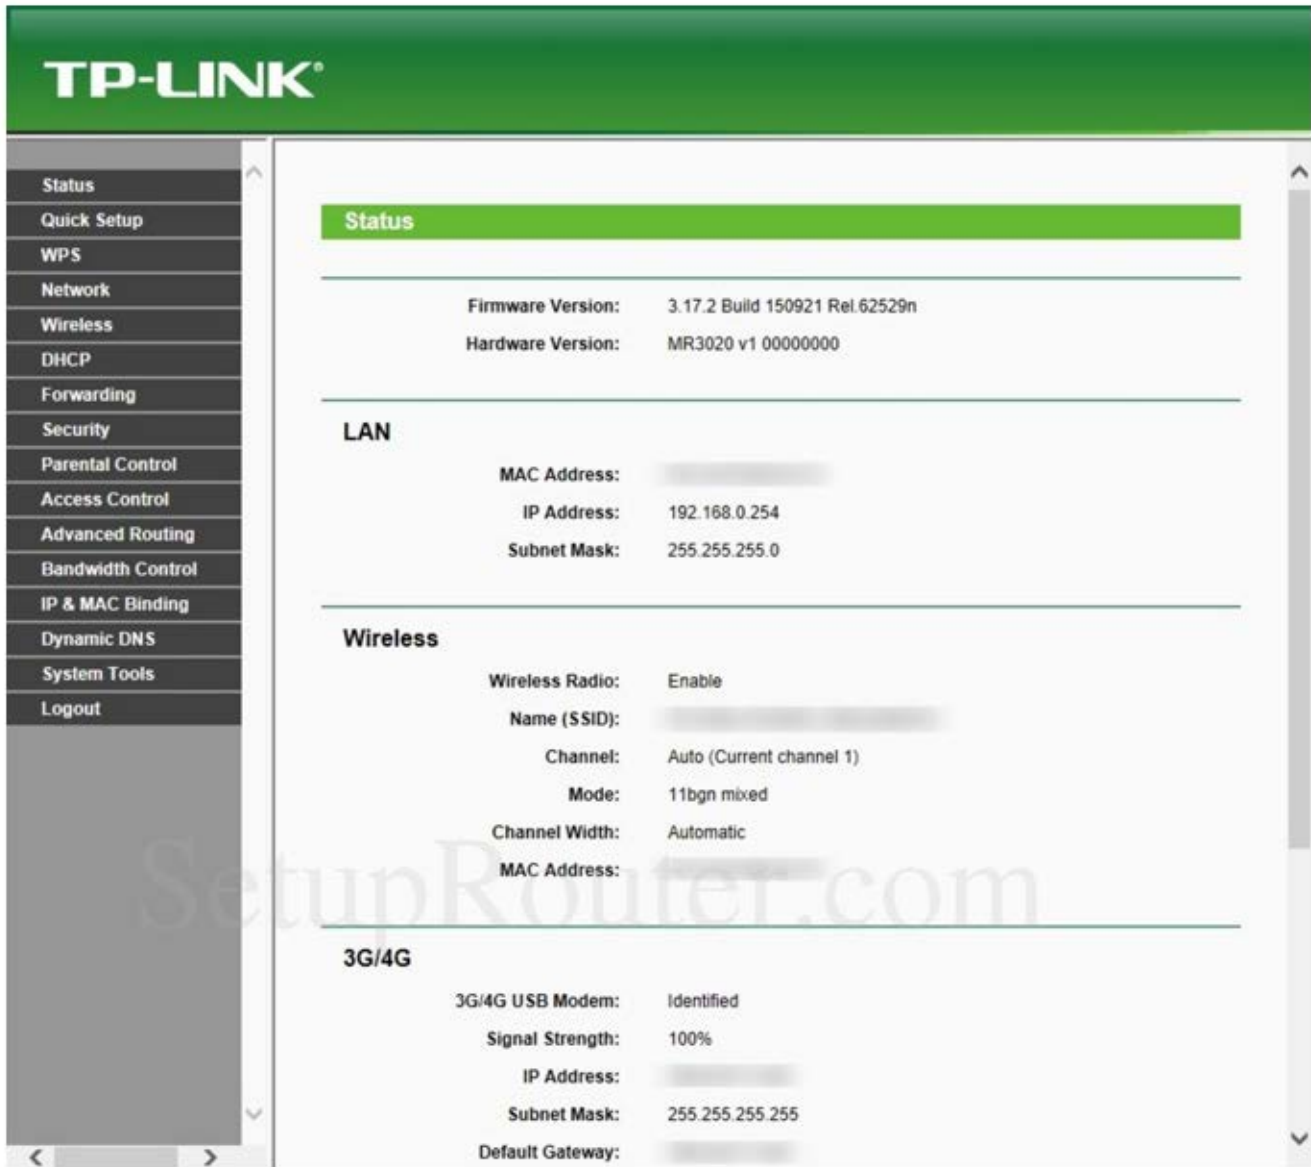 TP-LINK®
Status
Quick Setup
WPS
Network
Wireless
DHCP
Forwarding
Security
Parental Control
Access Control
Advanced Routing
Bandwidth Control
IP & MAC Binding
Dynamic DNS
System Tools
Logout
Status
Firmware Version: 3.17.2 Build 150921 Rel.62529n
Hardware Version: MR3020 v1 00000000
LAN
MAC Address:
IP Address: 192.168.0.254
Subnet Mask: 255.255.255.0
Wireless
Wireless Radio: Enable
Name (SSID):
Channel: Auto (Current channel 1)
Mode: 11bgn mixed
Channel Width: Automatic
MAC Address:
SetupRouter.com
3G/4G
3G/4G USB Modem: Identified
Signal Strength: 100%
IP Address:
Subnet Mask: 255.255.255.255
Default Gateway: